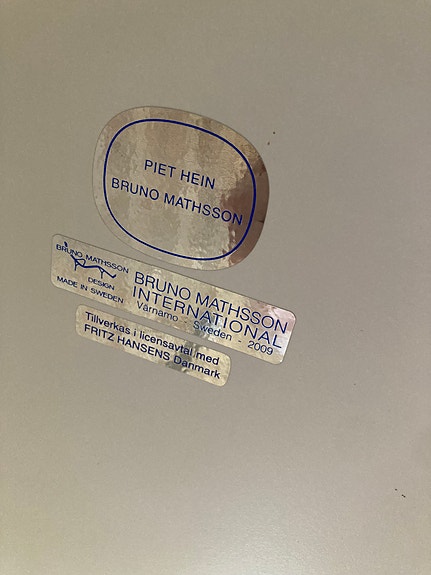 PIET HEIN
BRUNO MATHSSON
BRUNO MATHSSON
DESIGN
MADE IN SWEDEN
BRUNO MATHSSON
INTERNATIONAL
Värnamo - Sweden - 2009
Tillverkas i licensavtal med
FRITZ HANSENS Danmark